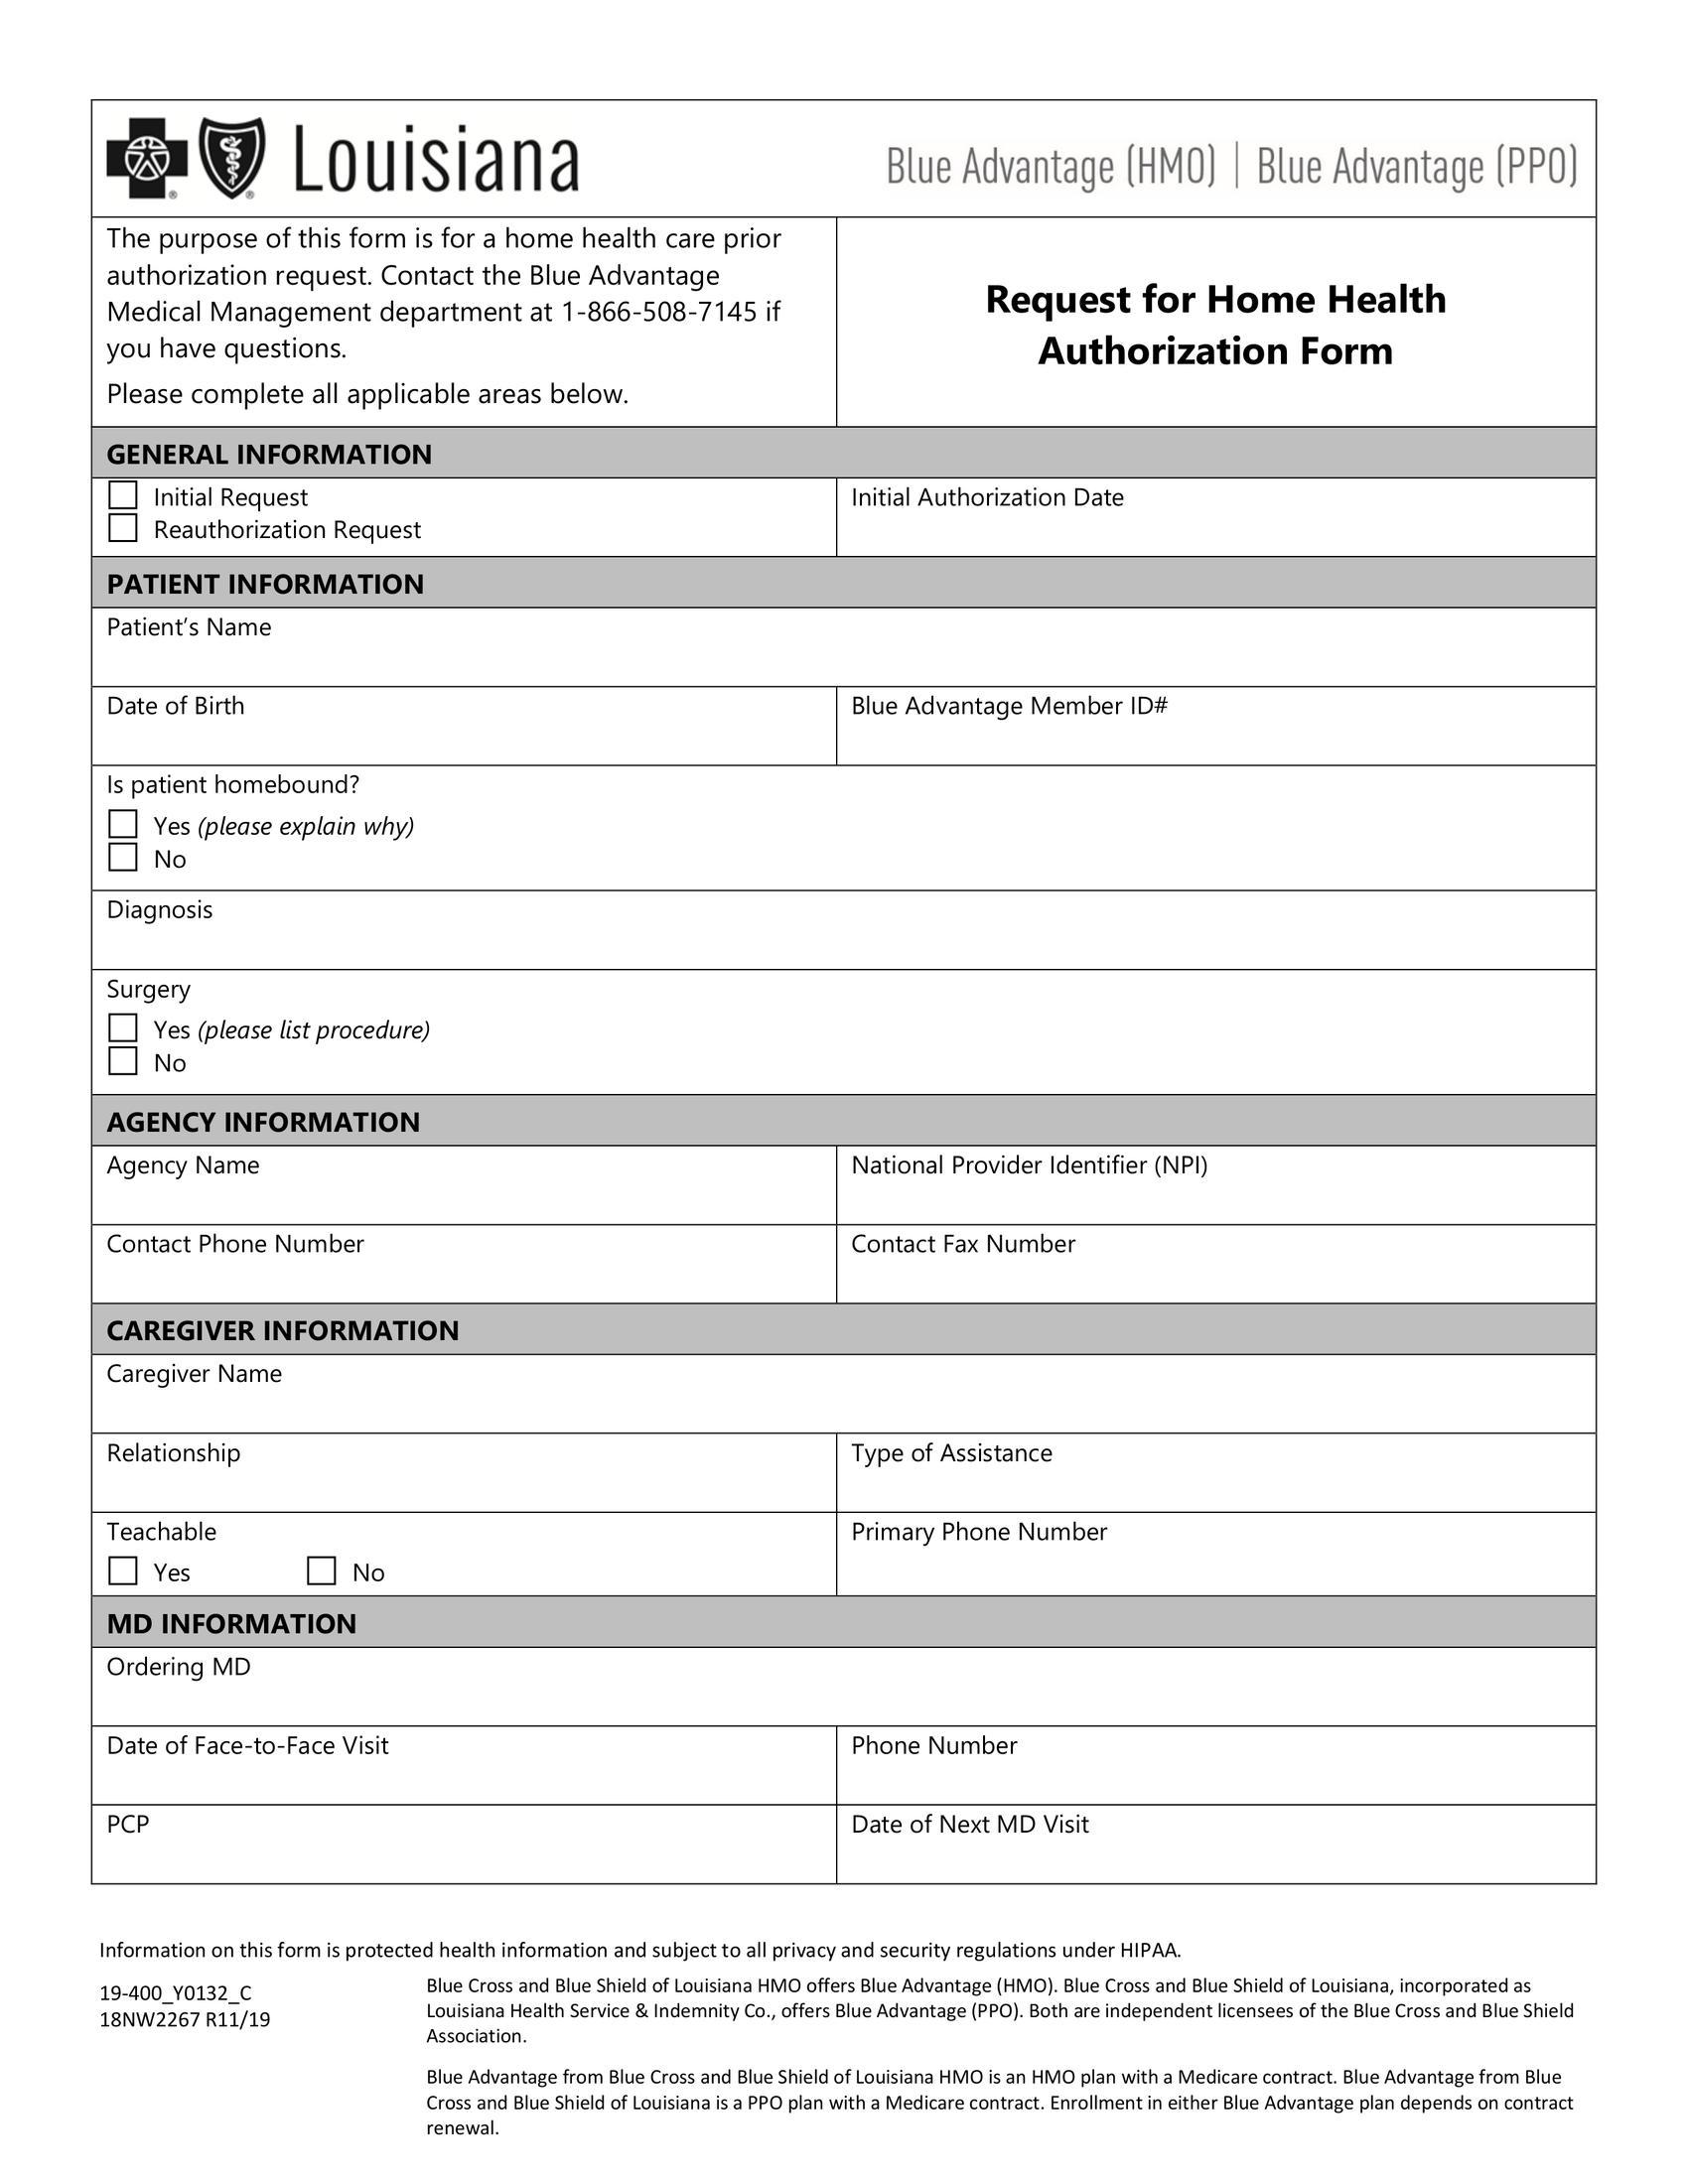 Louisiana
Blue Advantage (HMO) | Blue Advantage (PPO)
The purpose of this form is for a home health care prior
authorization request. Contact the Blue Advantage
Medical Management department at 1-866-508-7145 if
you have questions.
Please complete all applicable areas below.
Request for Home Health
Authorization Form
GENERAL INFORMATION
Initial Request
Reauthorization Request
Initial Authorization Date
PATIENT INFORMATION
Patient’s Name
Date of Birth
Blue Advantage Member ID#
Is patient homebound?
Yes (please explain why)
No
Diagnosis
Surgery
Yes (please list procedure)
No
AGENCY INFORMATION
Agency Name
National Provider Identifier (NPI)
Contact Phone Number
Contact Fax Number
CAREGIVER INFORMATION
Caregiver Name
Relationship
Type of Assistance
Teachable
Yes No
Primary Phone Number
MD INFORMATION
Ordering MD
Date of Face-to-Face Visit
Phone Number
PCP
Date of Next MD Visit
Information on this form is protected health information and subject to all privacy and security regulations under HIPAA.
19-400_Y0132_C
18NW2267 R11/19
Blue Cross and Blue Shield of Louisiana HMO offers Blue Advantage (HMO). Blue Cross and Blue Shield of Louisiana, incorporated as
Louisiana Health Service & Indemnity Co., offers Blue Advantage (PPO). Both are independent licensees of the Blue Cross and Blue Shield
Association.
Blue Advantage from Blue Cross and Blue Shield of Louisiana HMO is an HMO plan with a Medicare contract. Blue Advantage from Blue
Cross and Blue Shield of Louisiana is a PPO plan with a Medicare contract. Enrollment in either Blue Advantage plan depends on contract
renewal.